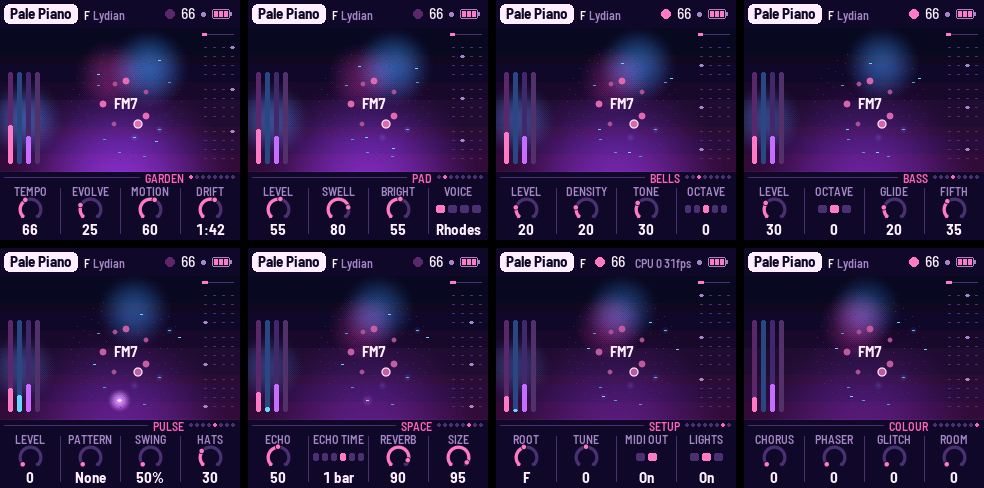 Pale Piano F Lydian 66
FM7
GARDEN
TEMPO EVOLVE MOTION DRIFT
66 25 60 1:42
Pale Piano F Lydian 66
FM7
PAD
LEVEL SWELL BRIGHT VOICE
55 80 55 Rhodes
Pale Piano F Lydian 66
FM7
BELLS
LEVEL DENSITY TONE OCTAVE
20 20 30 0
Pale Piano F Lydian 66
FM7
BASS
LEVEL OCTAVE GLIDE FIFTH
30 0 20 35
Pale Piano F Lydian 66
FM7
PULSE
LEVEL PATTERN SWING HATS
0 None 50% 30
Pale Piano F Lydian 66
FM7
SPACE
ECHO ECHO TIME REVERB SIZE
50 1 bar 90 95
Pale Piano F 66 CPU 0 31fps
FM7
SETUP
ROOT TUNE MIDI OUT LIGHTS
F 0 On On
Pale Piano F Lydian 66
FM7
COLOUR
CHORUS PHASER GLITCH ROOM
0 0 0 0